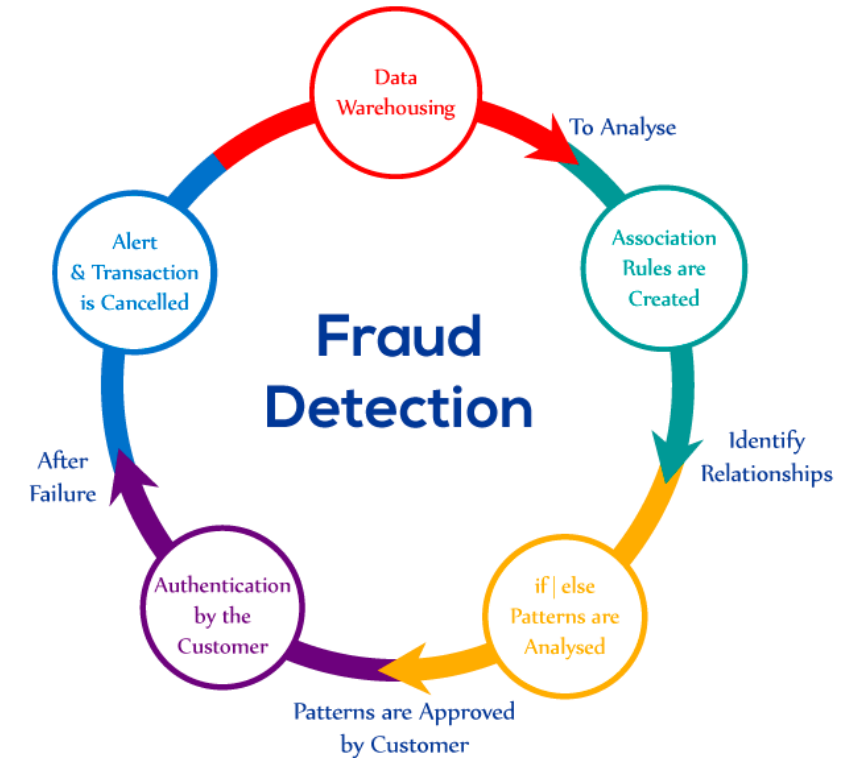 Data
Warehousing
To Analyse
Association
Rules are
Created
Identify
Relationships
if | else
Patterns are
Analysed
Patterns are Approved
by Customer
Authentication
by the
Customer
After
Failure
Alert
& Transaction
is Cancelled
Fraud
Detection